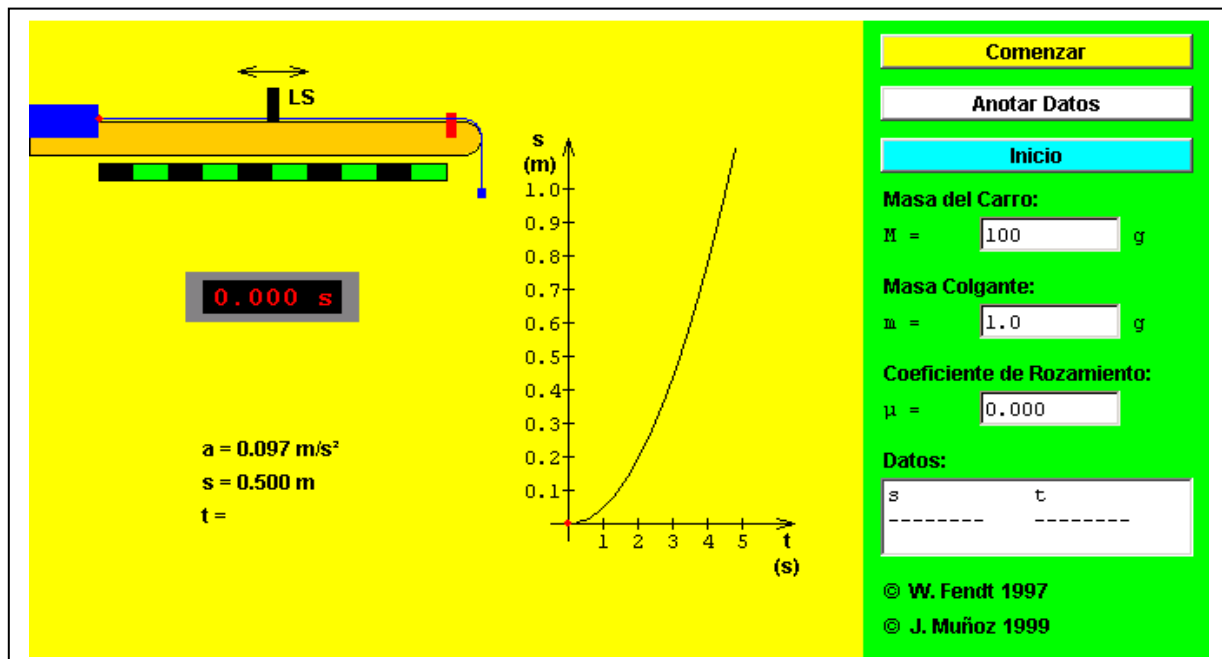 LS
0.000 s
a = 0.097 m/s²
s = 0.500 m
t =
s
(m)
1.0
0.9
0.8
0.7
0.6
0.5
0.4
0.3
0.2
0.1
1 2 3 4 5 t
(s)
Comenzar
Anotar Datos
Inicio
Masa del Carro:
M = 100 g
Masa Colgante:
m = 1.0 g
Coeficiente de Rozamiento:
µ = 0.000
Datos:
s t
-------- --------
© W. Fendt 1997
© J. Muñoz 1999